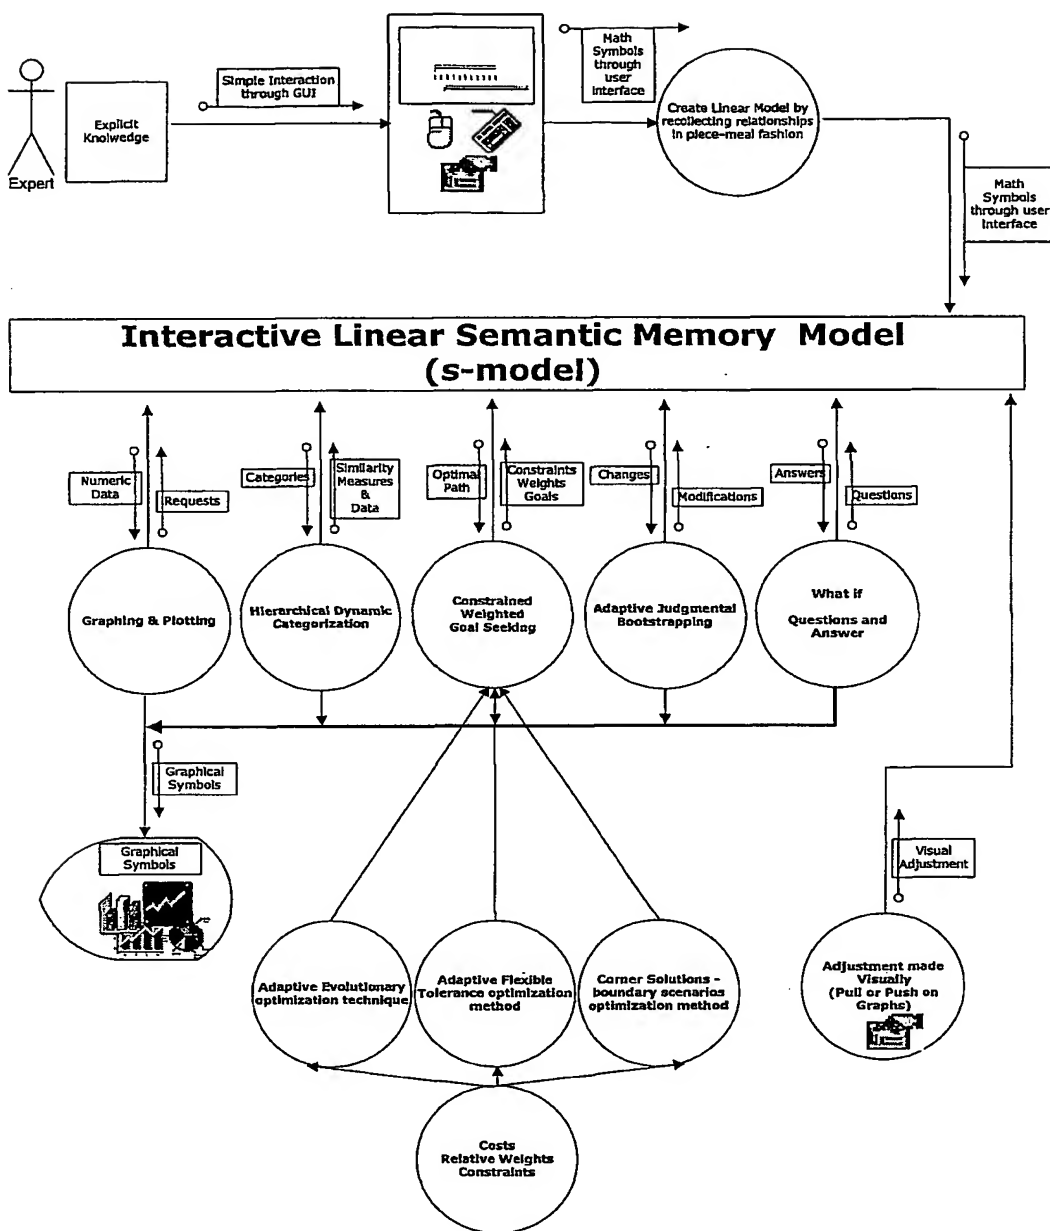 Expert
Explicit
Knolwedge
Simple Interaction
through GUI
Math
Symbols
through
user
Interface
Create Linear Model by
recollecting relationships
in piece-meal fashion
Math
Symbols
through user
Interface
Interactive Linear Semantic Memory Model
(s-model)
Numeric
Data
Requests
Categories
Similarity
Measures
&
Data
Optimal
Path
Constraints
Weights
Goals
Changes
Modifications
Answers
Questions
Graphing & Plotting
Hierarchical Dynamic
Categorization
Constrained
Weighted
Goal Seeking
Adaptive Judgmental
Bootstrapping
What if
Questions and
Answer
Graphical
Symbols
Graphical
Symbols
Visual
Adjustment
Adaptive Evolutionary
optimization technique
Adaptive Flexible
Tolerance optimization
method
Corner Solutions -
boundary scenarios
optimization method
Adjustment made
Visually
(Pull or Push on
Graphs)
Costs
Relative Weights
Constraints